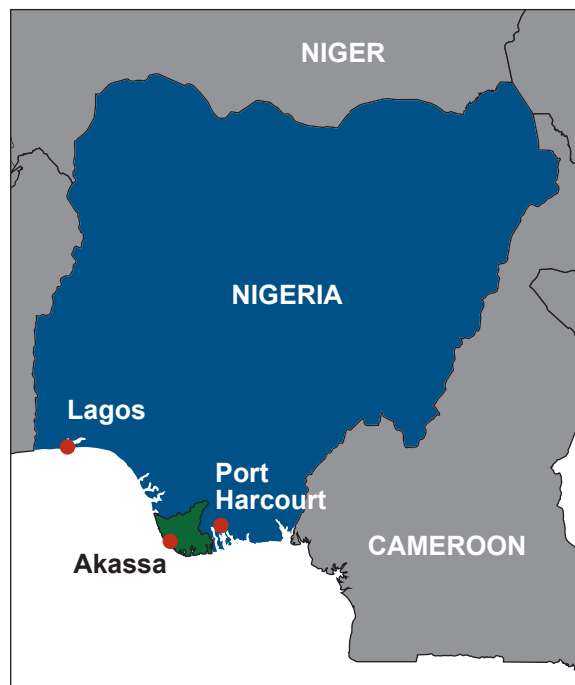 NIGER
NIGERIA
Lagos
Port
Harcourt
Akassa
CAMEROON